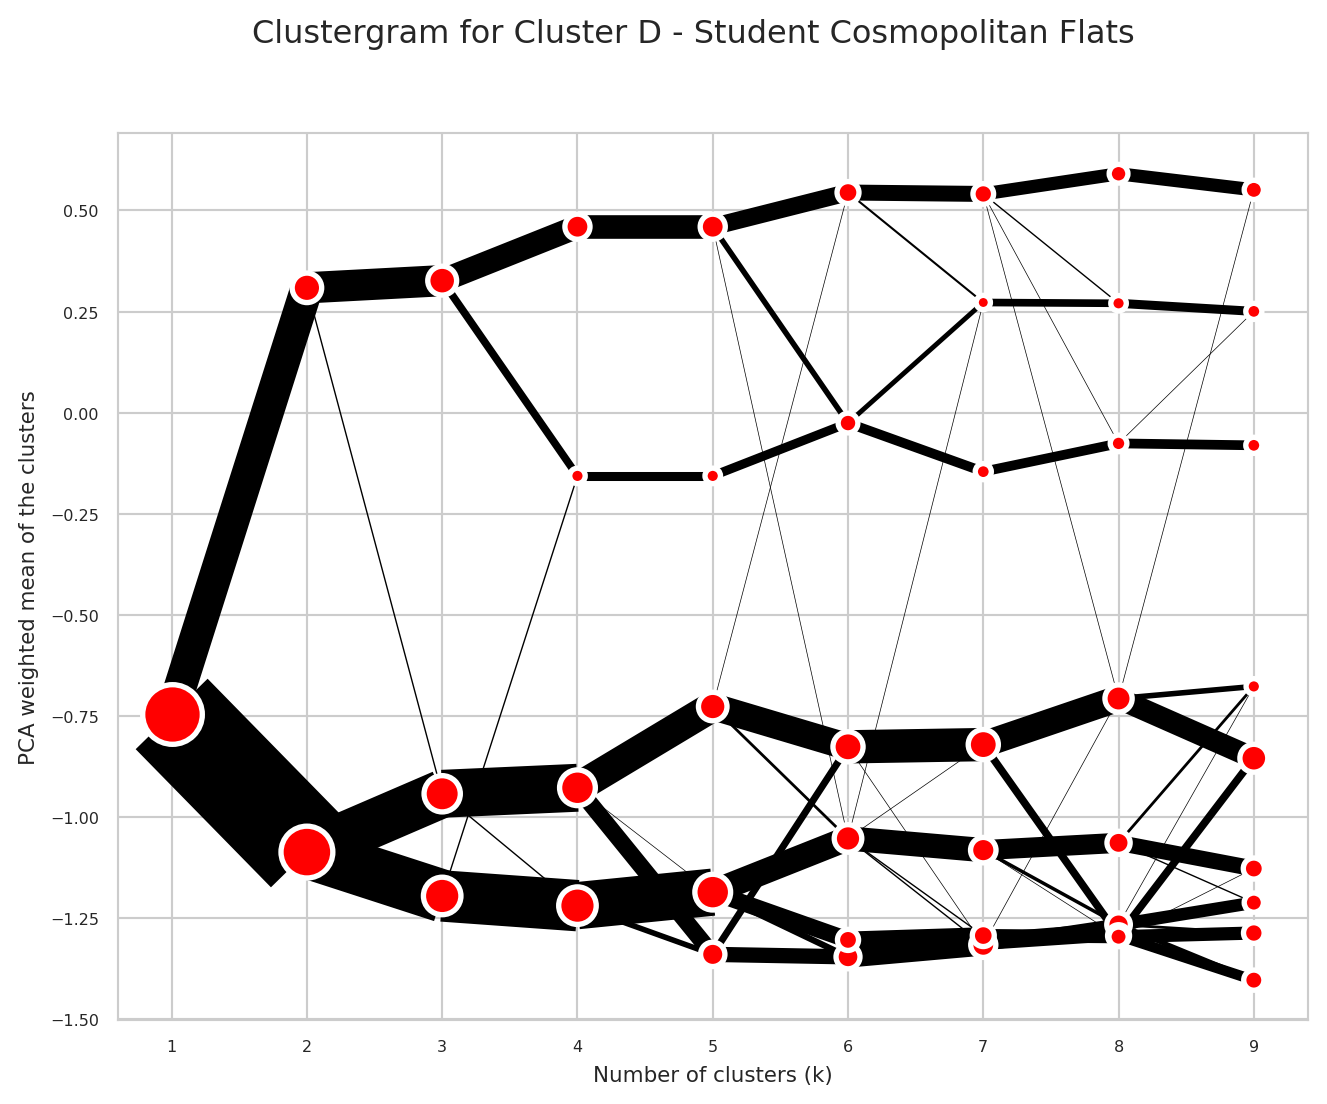 Clustergram for Cluster D - Student Cosmopolitan Flats
PCA weighted mean of the clusters
0.50
0.25
0.00
−0.25
−0.50
−0.75
−1.00
−1.25
−1.50
1 2 3 4 5 6 7 8 9
Number of clusters (k)